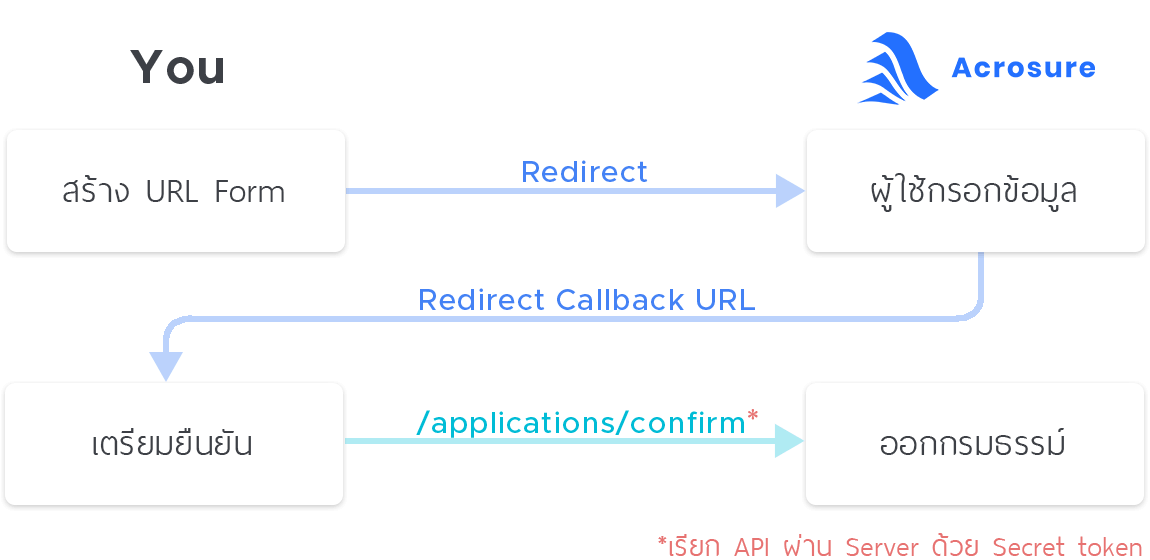 You
Acrosure
สร้าง URL Form
Redirect
ผู้ใช้กรอกข้อมูล
Redirect Callback URL
เตรียมยืนยัน
/applications/confirm*
ออกกรมธรรม์
*เรียก API ผ่าน Server ด้วย Secret token